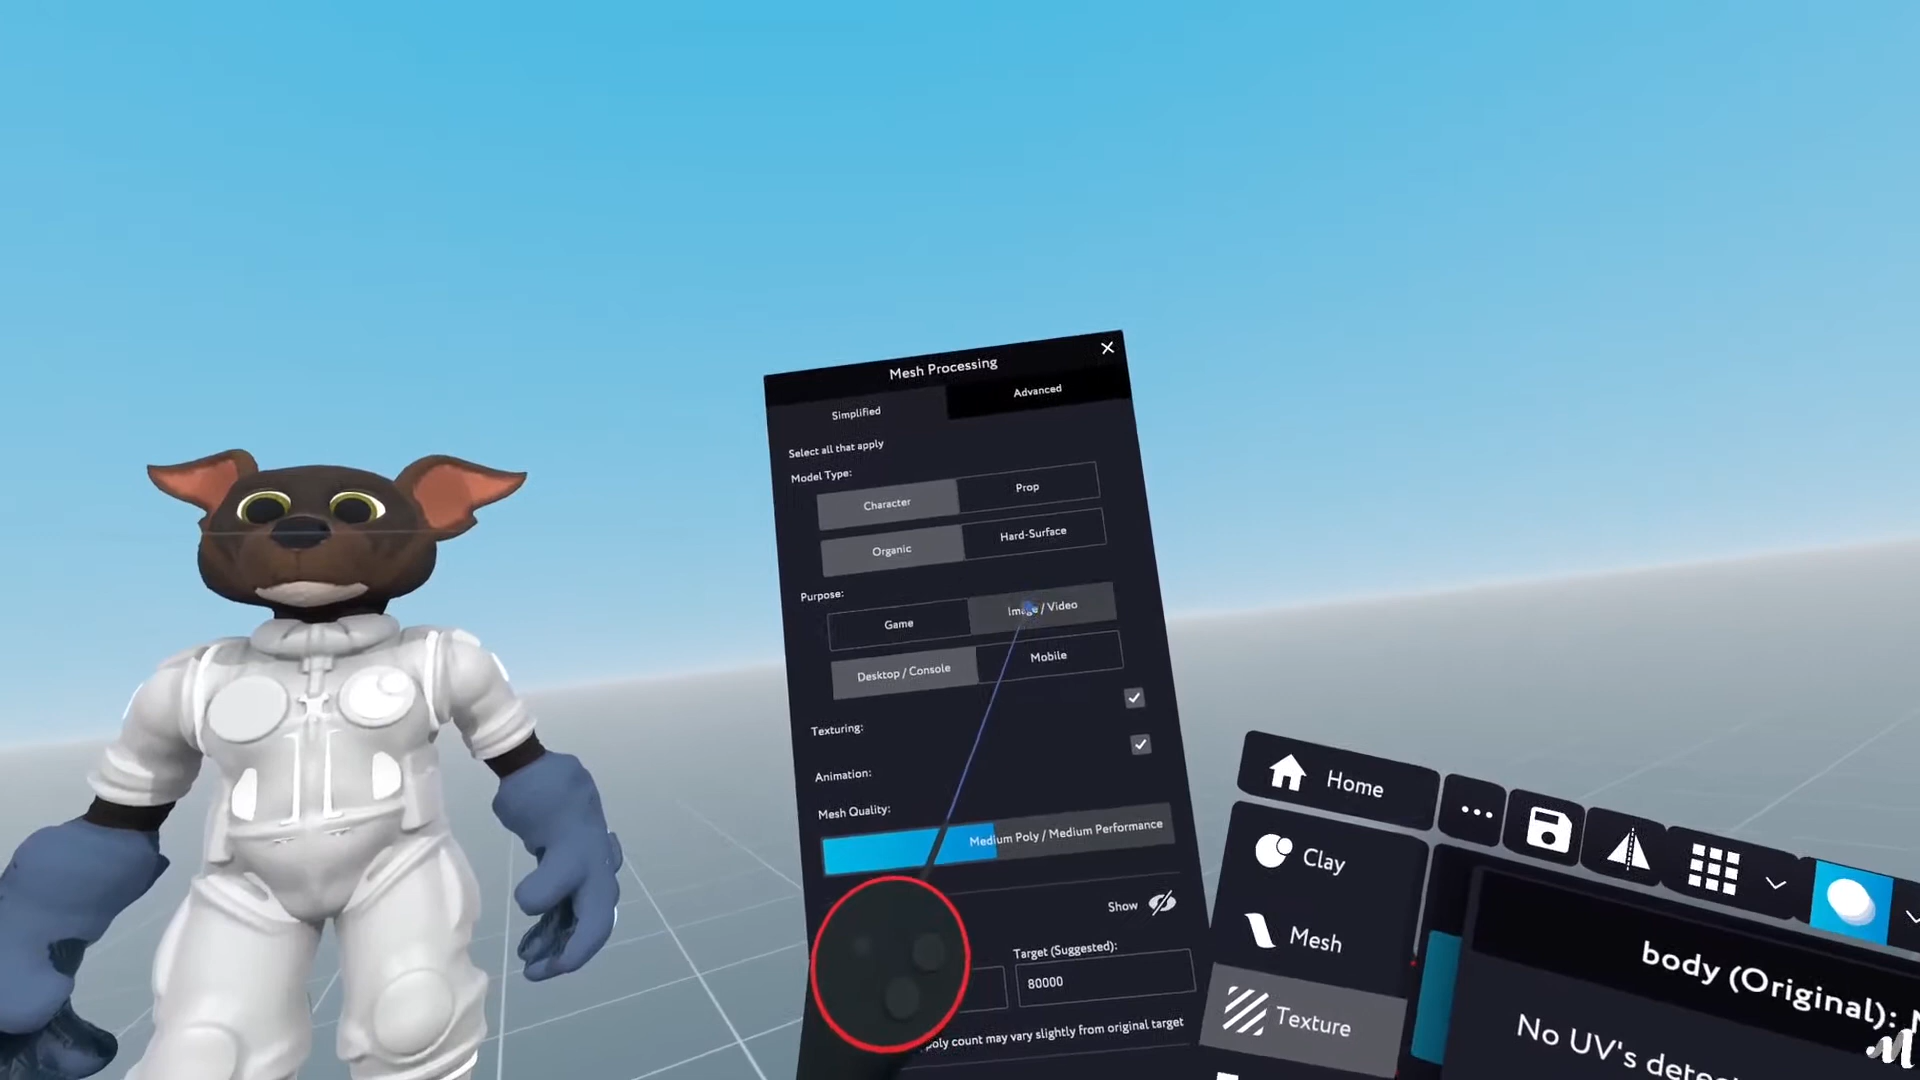 Mesh Processing
Simplified
Advanced
Select all that apply
Model Type:
Character
Prop
Organic
Hard-Surface
Purpose:
Game
Image / Video
Desktop / Console
Mobile
Texturing:
Animation:
Mesh Quality:
Medium Poly / Medium Performance
Show
Target (Suggested):
80000
poly count may vary slightly from original target
Home
Clay
Mesh
Texture
body (Original):
No UV's